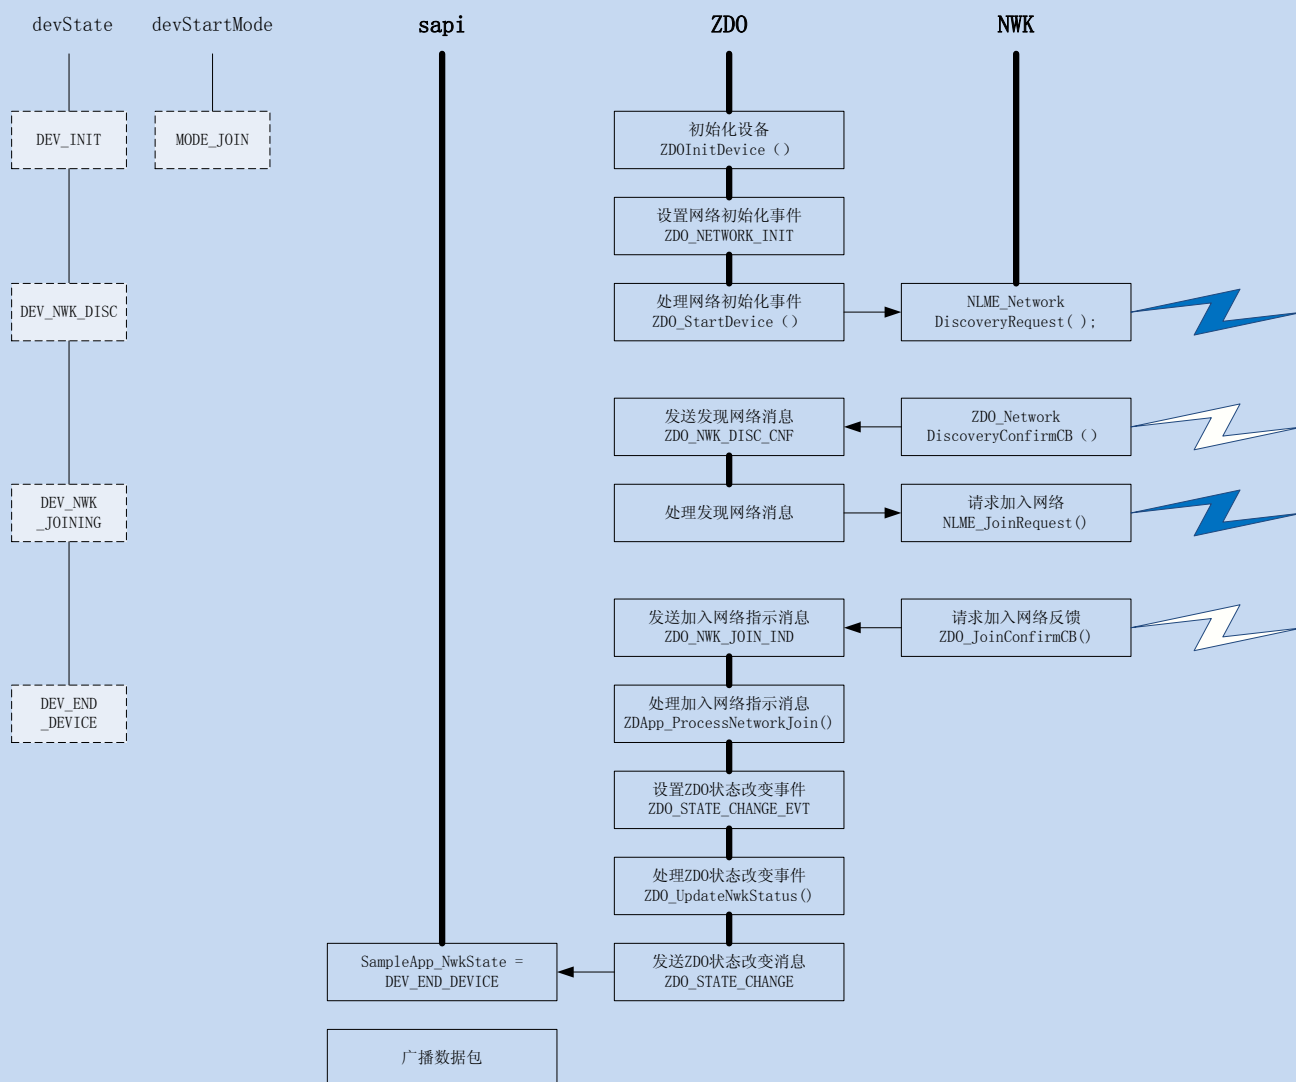 devState
devStartMode
sapi
ZDO
NWK
DEV_INIT
MODE_JOIN
初始化设备
ZDOInitDevice（）
设置网络初始化事件
ZDO_NETWORK_INIT
DEV_NWK_DISC
处理网络初始化事件
ZDO_StartDevice（）
NLME_Network
DiscoveryRequest( );
发送发现网络消息
ZDO_NWK_DISC_CNF
ZDO_Network
DiscoveryConfirmCB（）
DEV_NWK
_JOINING
处理发现网络消息
请求加入网络
NLME_JoinRequest()
发送加入网络指示消息
ZDO_NWK_JOIN_IND
请求加入网络反馈
ZDO_JoinConfirmCB()
DEV_END
_DEVICE
处理加入网络指示消息
ZDApp_ProcessNetworkJoin()
设置ZDO状态改变事件
ZDO_STATE_CHANGE_EVT
处理ZDO状态改变事件
ZDO_UpdateNwkStatus()
SampleApp_NwkState =
DEV_END_DEVICE
发送ZDO状态改变消息
ZDO_STATE_CHANGE
广播数据包